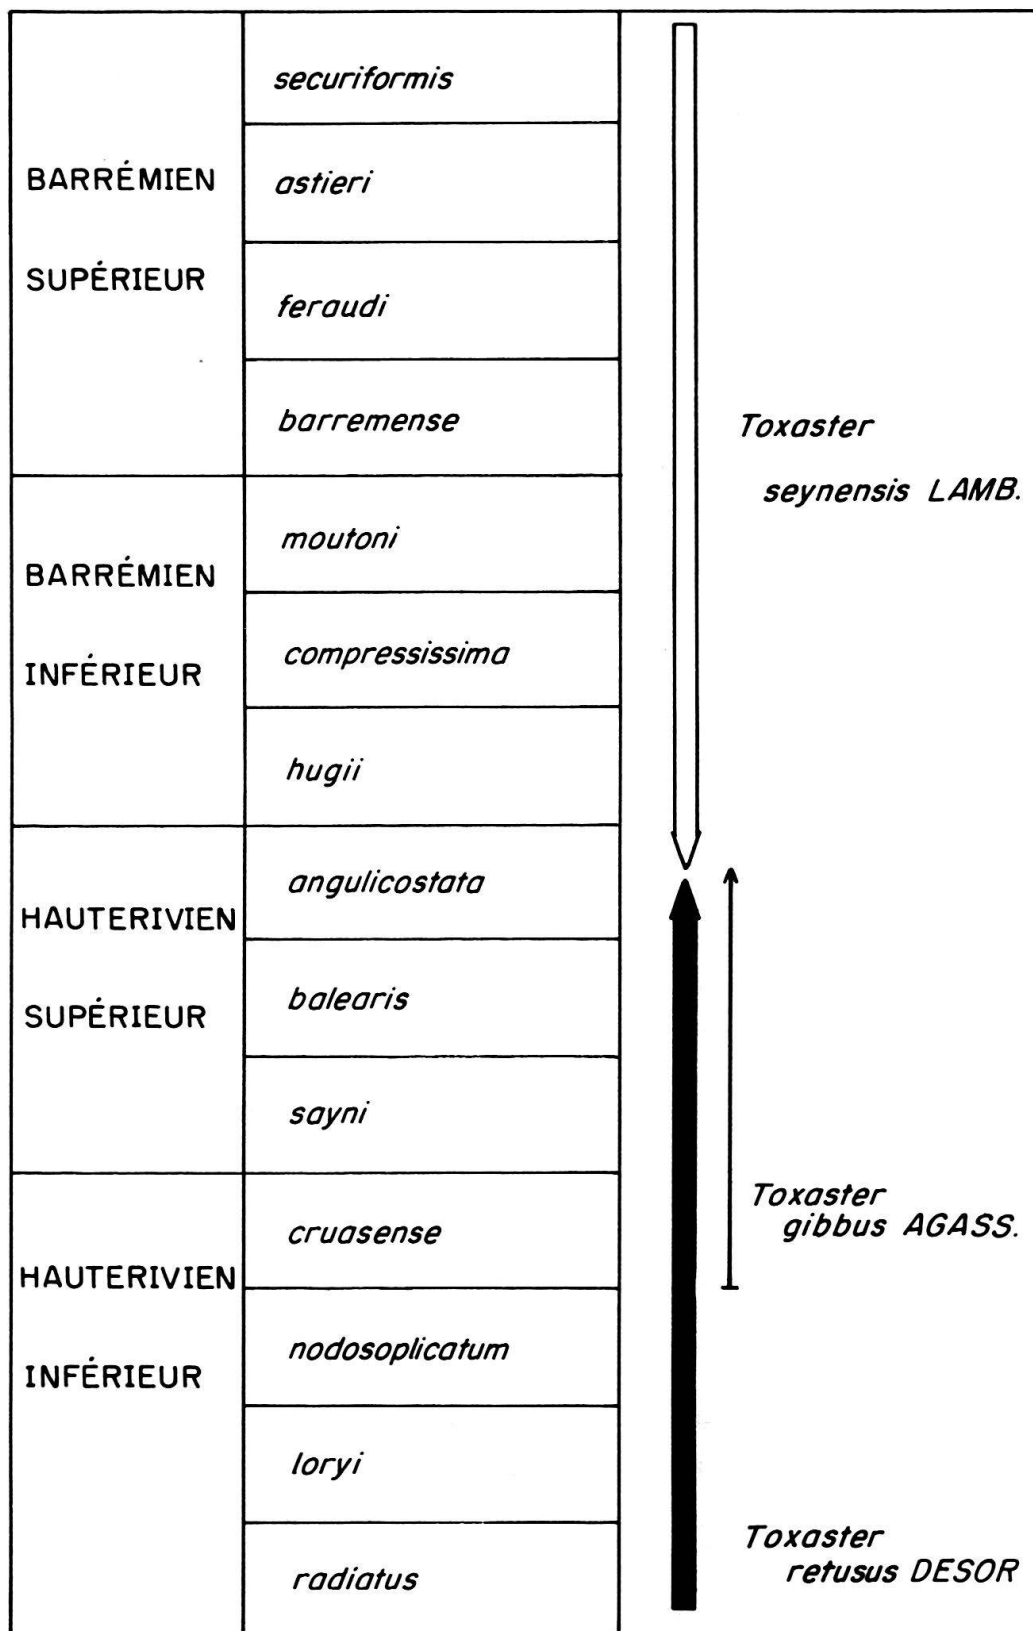 BARRÉMIEN
SUPÉRIEUR
securiformis
astieri
feraudi
barremense
BARRÉMIEN
INFÉRIEUR
moutoni
compressissima
hugii
HAUTERIVIEN
SUPÉRIEUR
angulicostata
balearis
sayni
HAUTERIVIEN
INFÉRIEUR
cruasense
nodosoplicatum
loryi
radiatus
Toxaster
seynensis LAMB.
Toxaster
gibbus AGASS.
Toxaster
retusus DESOR